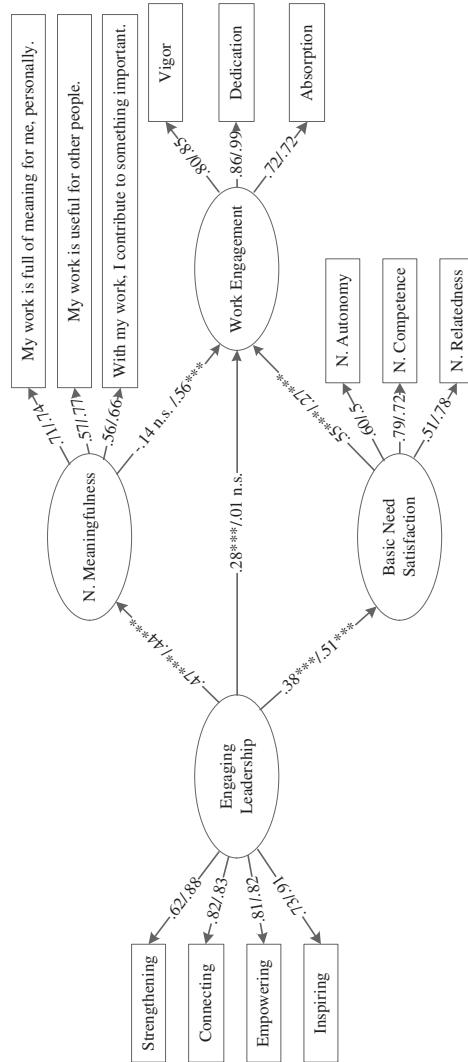 Strengthening
Connecting
Empowering
Inspiring
.62/.88
.82/.83
.81/.82
.73/.91
Engaging
Leadership
.47***/.44***
.28***/.01 n.s.
.38***/.51***
N. Meaningfulness
.71/.74
.57/.77
.56/.66
My work is full of meaning for me, personally.
My work is useful for other people.
With my work, I contribute to something important.
-.14 n.s. /.56***
Basic Need
Satisfaction
.55***/.27***
.60/.5
.79/.72
.51/.78
N. Autonomy
N. Competence
N. Relatedness
Work Engagement
.80/.85
.86/.99
.72/.72
Vigor
Dedication
Absorption